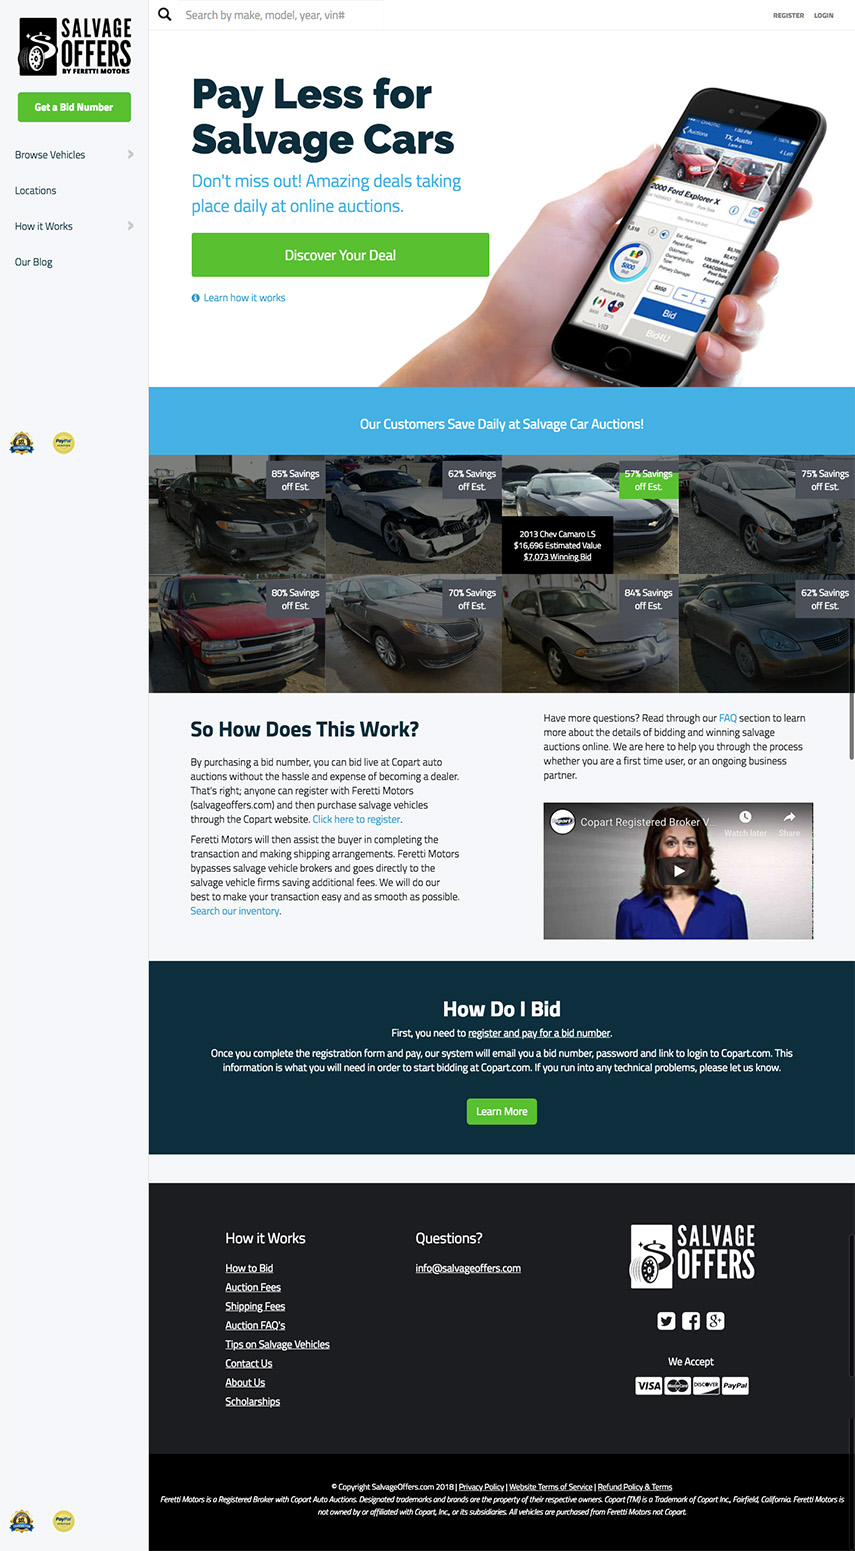 SALVAGE
OFFERS
BY FERETTI MOTORS
Get a Bid Number
Browse Vehicles
Locations
How it Works
Our Blog
PayPal
Search by make, model, year, vin#
REGISTER LOGIN
Pay Less for
Salvage Cars
Don't miss out! Amazing deals taking
place daily at online auctions.
Discover Your Deal
Learn how it works
Auctions
TX, Austin
Lane A
4 Left
2000 Ford Explorer X
Bid
Bid4U
Our Customers Save Daily at Salvage Car Auctions!
85% Savings
off Est.
62% Savings
off Est.
57% Savings
off Est.
75% Savings
off Est.
2013 Chev Camaro LS
$16,696 Estimated Value
$7,073 Winning Bid
80% Savings
off Est.
70% Savings
off Est.
84% Savings
off Est.
62% Savings
off Est.
So How Does This Work?
By purchasing a bid number, you can bid live at Copart auto
auctions without the hassle and expense of becoming a dealer.
That's right; anyone can register with Feretti Motors
(salvageoffers.com) and then purchase salvage vehicles
through the Copart website. Click here to register.
Feretti Motors will then assist the buyer in completing the
transaction and making shipping arrangements. Feretti Motors
bypasses salvage vehicle brokers and goes directly to the
salvage vehicle firms saving additional fees. We will do our
best to make your transaction easy and as smooth as possible.
Search our inventory.
Have more questions? Read through our FAQ section to learn
more about the details of bidding and winning salvage
auctions online. We are here to help you through the process
whether you are a first time user, or an ongoing business
partner.
Copart
Copart Registered Broker V...
Watch later
Share
How Do I Bid
First, you need to register and pay for a bid number.
Once you complete the registration form and pay, our system will email you a bid number, password and link to login to Copart.com. This
information is what you will need in order to start bidding at Copart.com. If you run into any technical problems, please let us know.
Learn More
How it Works
How to Bid
Auction Fees
Shipping Fees
Auction FAQ's
Tips on Salvage Vehicles
Contact Us
About Us
Scholarships
Questions?
info@salvageoffers.com
SALVAGE
OFFERS
We Accept
VISA MasterCard DISCOVER PayPal
© Copyright SalvageOffers.com 2018 | Privacy Policy | Website Terms of Service | Refund Policy & Terms
Feretti Motors is a Registered Broker with Copart Auto Auctions. Designated trademarks and brands are the property of their respective owners. Copart (TM) is a Trademark of Copart Inc., Fairfield, California. Feretti Motors is
not owned by or affiliated with Copart, Inc., or its subsidiaries. All vehicles are purchased from Feretti Motors not Copart.
PayPal